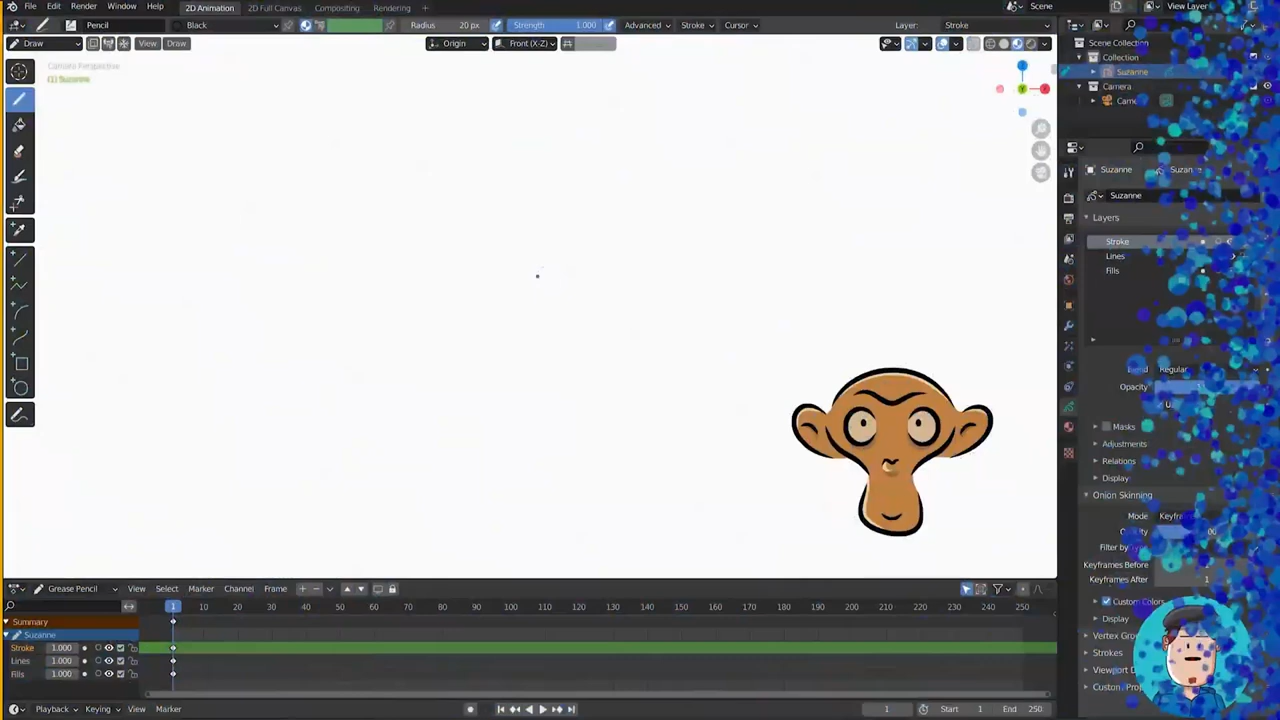 File Edit Render Window Help 2D Animation 2D Full Canvas Compositing Rendering Scene View Layer
Pencil Black Radius 20 px Strength 1.000 Advanced Stroke Cursor Layer: Stroke
Draw View Draw Origin Front (X-Z)
Scene Collection
Collection
Suzanne
Camera
Camera Perspective
(1) Suzanne
Suzanne
Suzanne
Layers
Stroke
Lines
Fills
Opacity
Masks
Adjustments
Relations
Display
Onion Skinning
Mode
Filter by
Keyframes Before
Keyframes After 1
Custom Colors
Display
Strokes
Grease Pencil View Select Marker Channel Frame
1 10 20 30 40 50 60 70 80 90 100 110 120 130 140 150 160 170 180 190 200 210 220 230 240 250
Summary
Suzanne
Stroke 1.000
Lines 1.000
Fills 1.000
Playback Keying View Marker 1 Start 1 End 250